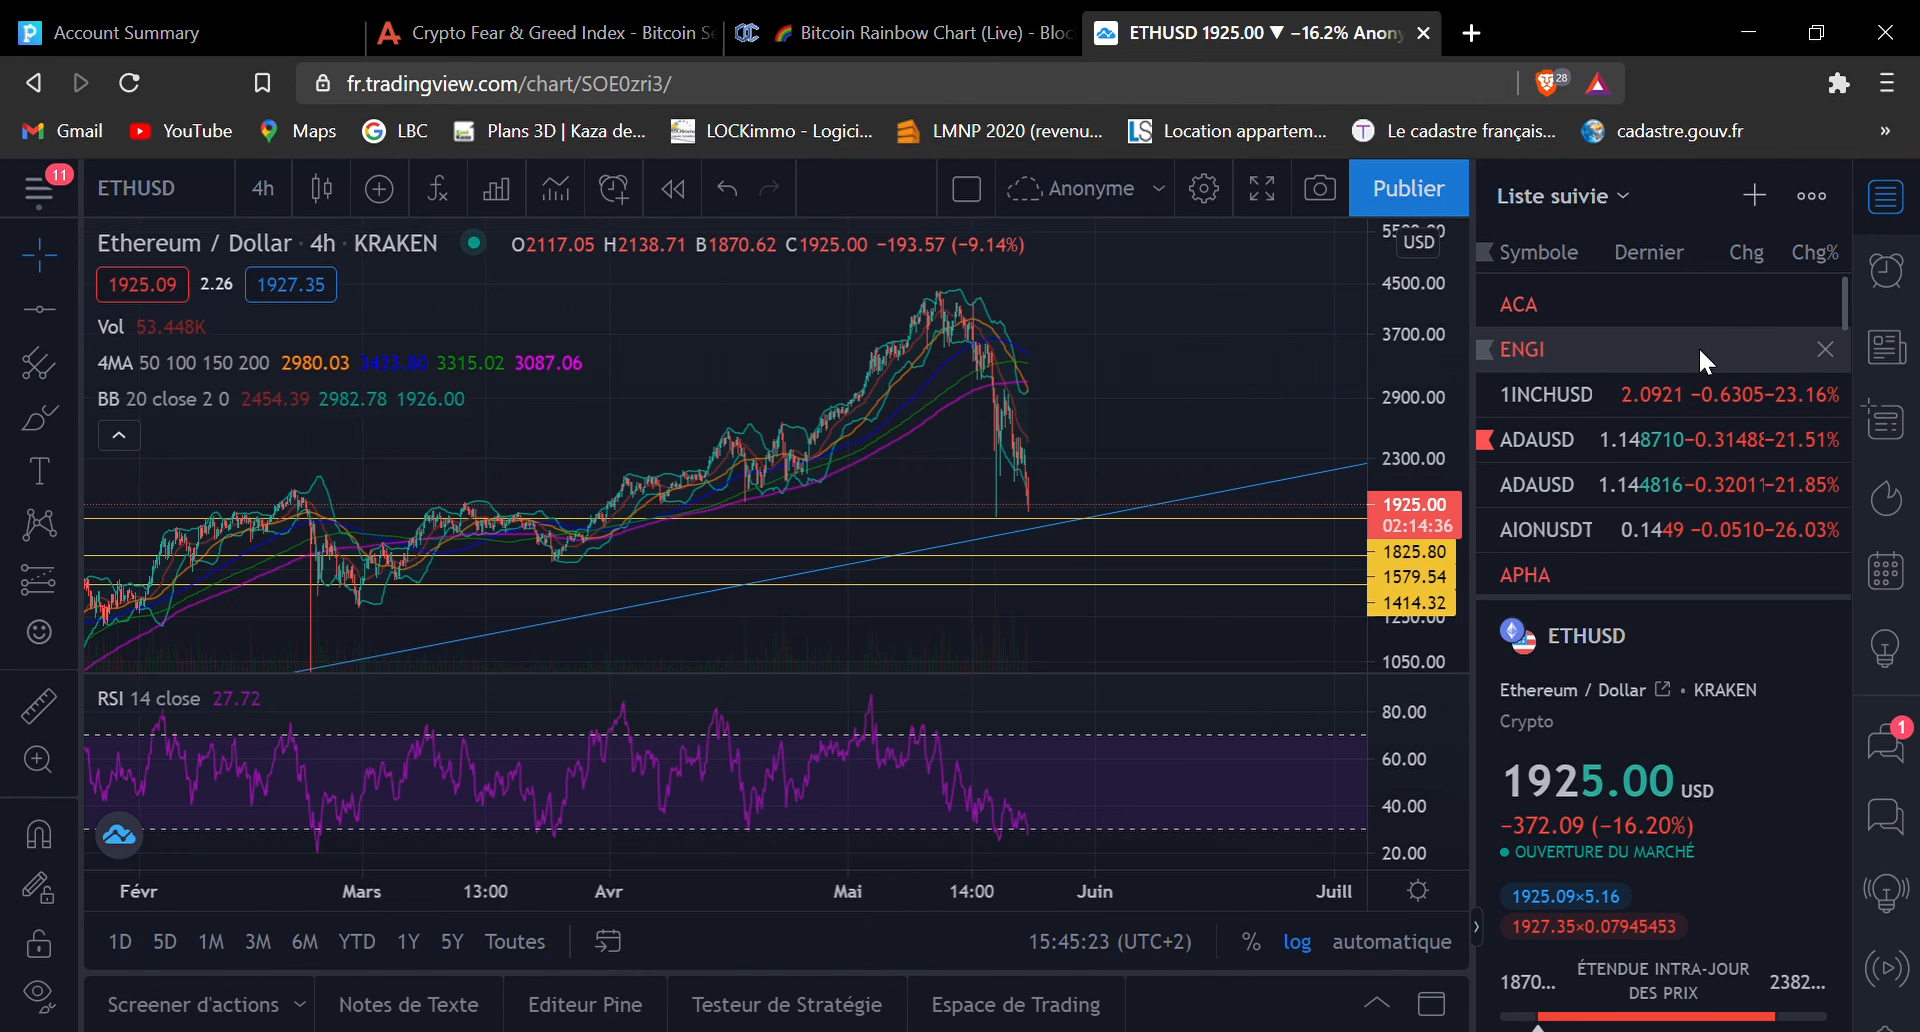 Account Summary
Crypto Fear & Greed Index - Bitcoin S
Bitcoin Rainbow Chart (Live) - Bloc
ETHUSD 1925.00 ▼ −16.2% Anony
fr.tradingview.com/chart/SOE0zri3/
28
Gmail
YouTube
Maps
LBC
Plans 3D | Kaza de...
LOCKimmo - Logici...
LMNP 2020 (revenu...
Location appartem...
Le cadastre français...
cadastre.gouv.fr
»
11
ETHUSD
4h
Anonyme
Publier
Liste suivie
Ethereum / Dollar · 4h · KRAKEN
O2117.05 H2138.71 B1870.62 C1925.00 −193.57 (−9.14%)
USD
1925.09
2.26
1927.35
Vol 53.448K
4MA 50 100 150 200 2980.03 3433.80 3315.02 3087.06
BB 20 close 2 0 2454.39 2982.78 1926.00
4500.00
3700.00
2900.00
2300.00
1925.00
02:14:36
1825.80
1579.54
1414.32
1250.00
1050.00
RSI 14 close 27.72
80.00
60.00
40.00
20.00
Févr
Mars
13:00
Avr
Mai
14:00
Juin
Juill
1D 5D 1M 3M 6M YTD 1Y 5Y Toutes
15:45:23 (UTC+2)
% log automatique
Screener d'actions
Notes de Texte
Editeur Pine
Testeur de Stratégie
Espace de Trading
Symbole Dernier Chg Chg%
ACA
ENGI
1INCHUSD 2.0921 −0.6305 −23.16%
ADAUSD 1.148710 −0.3148 −21.51%
ADAUSD 1.144816 −0.3201 −21.85%
AIONUSDT 0.1449 −0.0510 −26.03%
APHA
ETHUSD
Ethereum / Dollar • KRAKEN
Crypto
1925.00 USD
−372.09 (−16.20%)
OUVERTURE DU MARCHÉ
1925.09×5.16
1927.35×0.07945453
1870...
ÉTENDUE INTRA-JOUR
DES PRIX
2382...
1